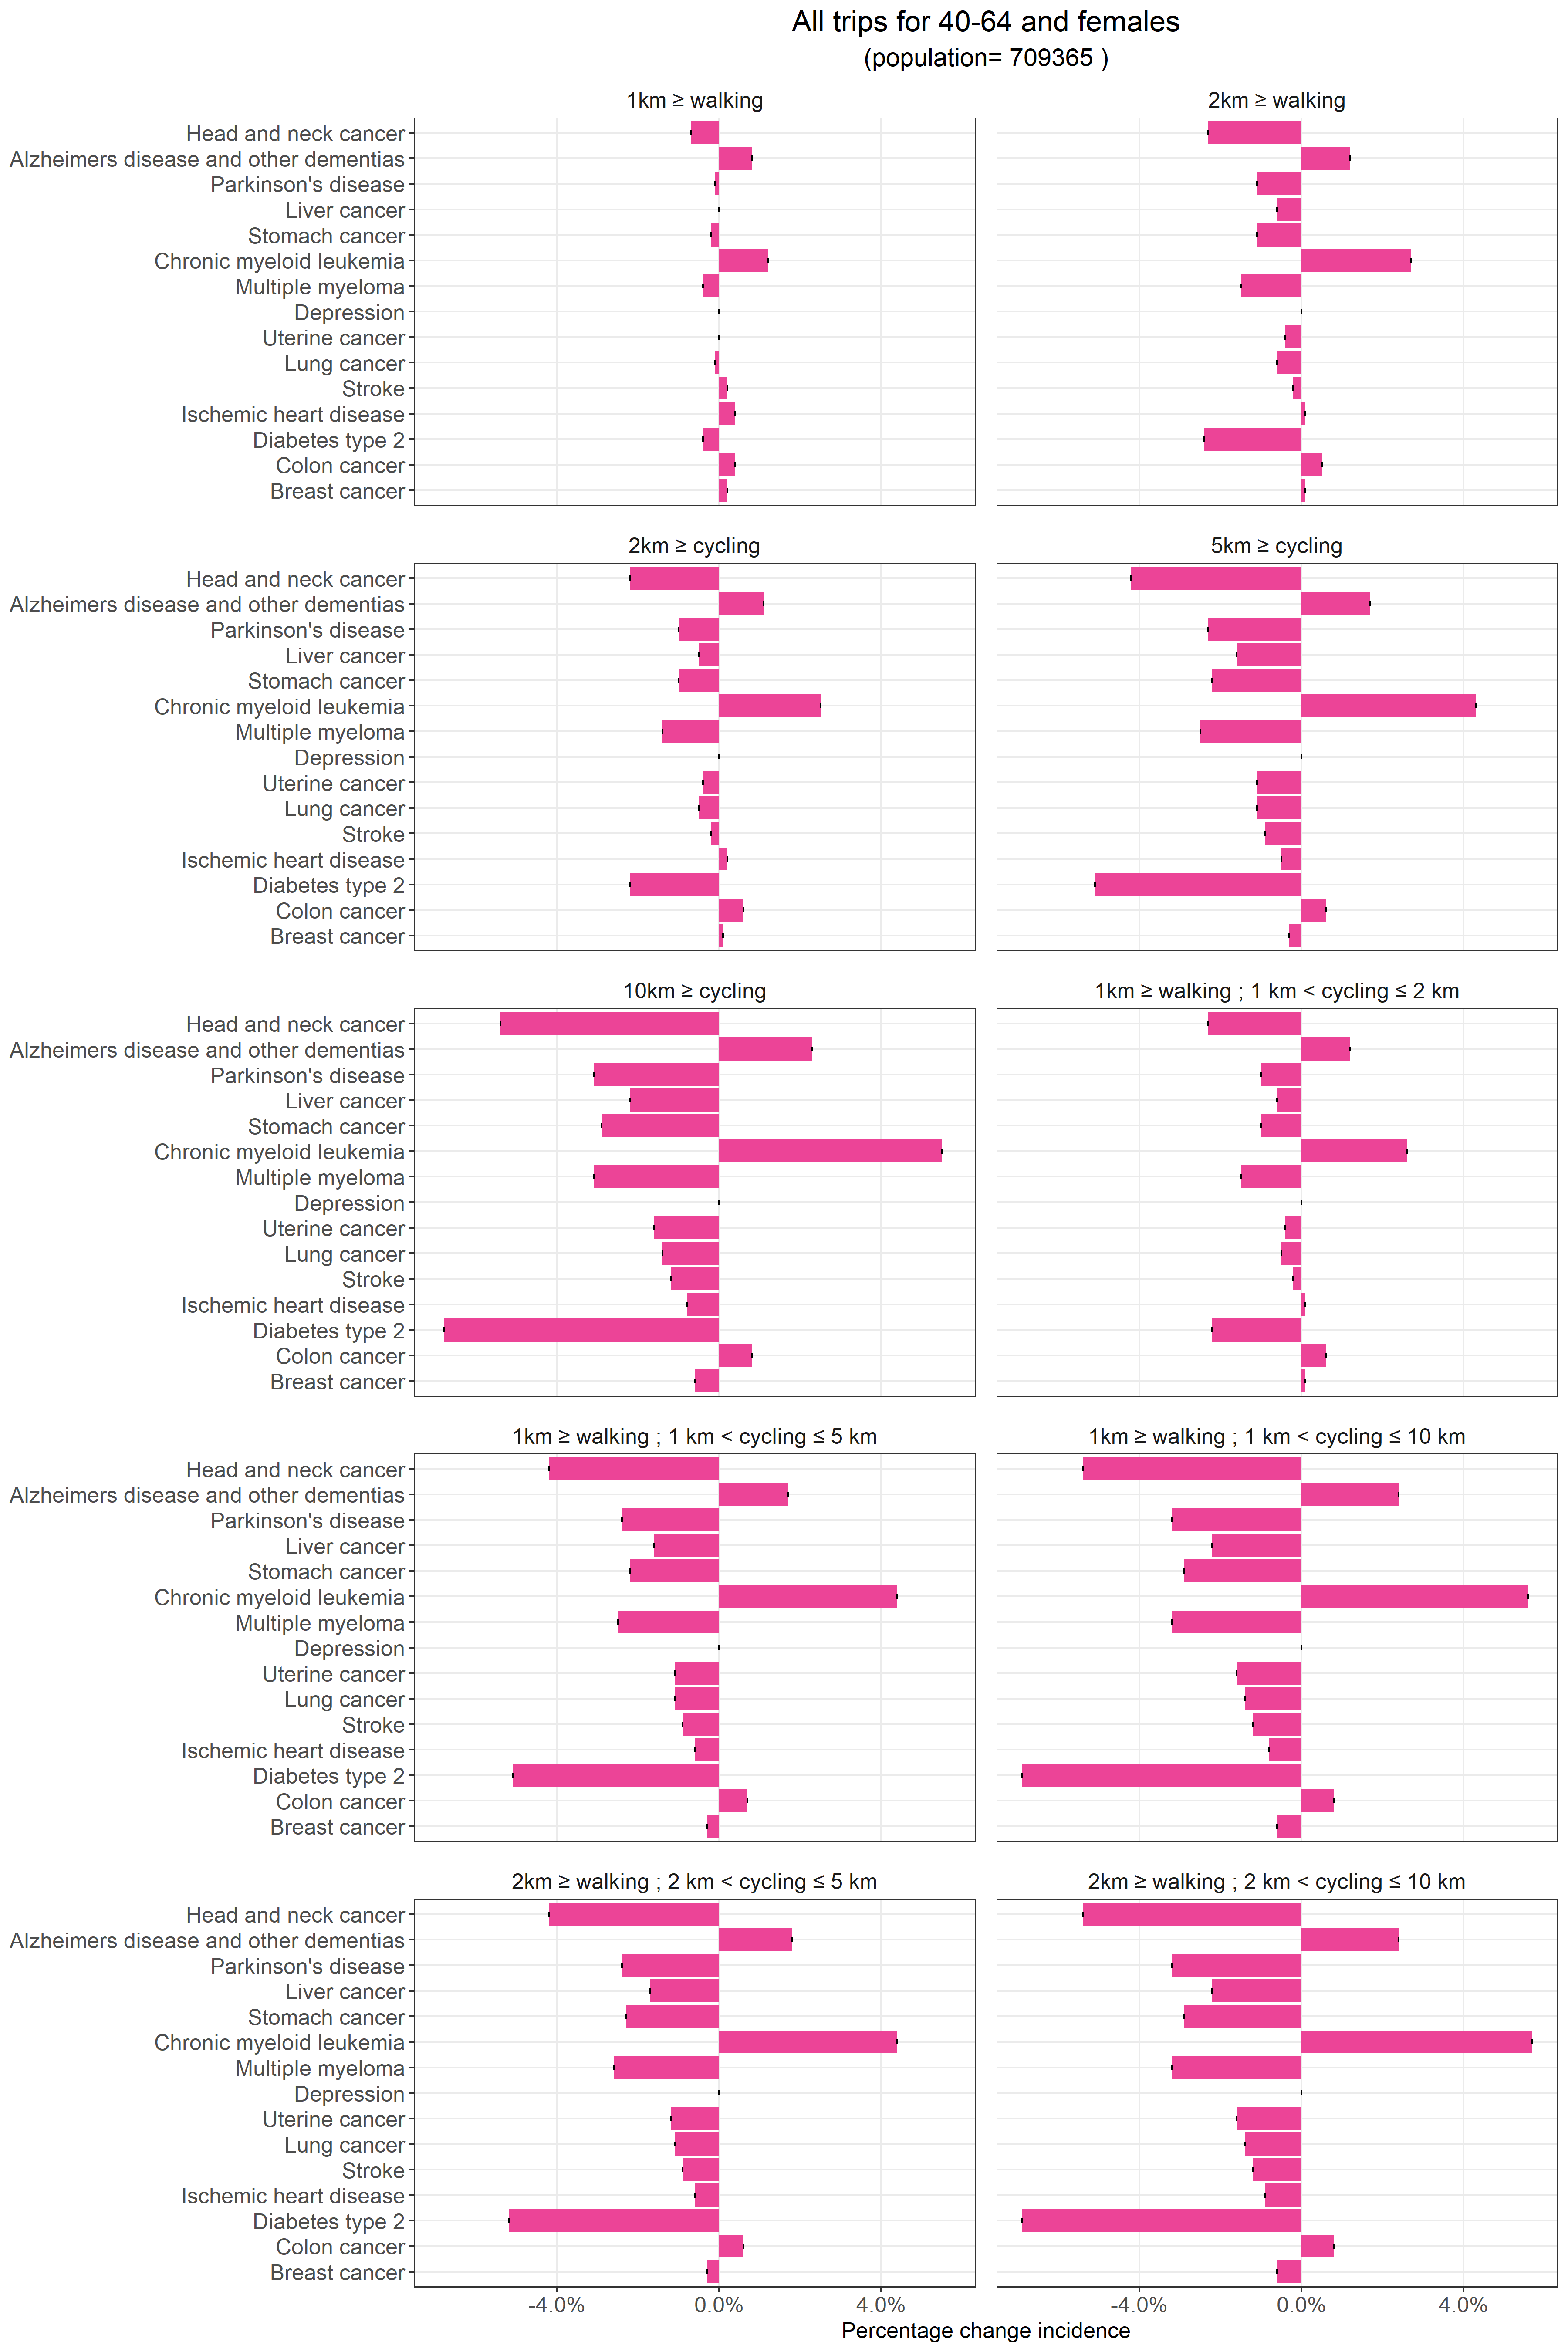 All trips for 40-64 and females
(population= 709365 )
1km ≥ walking
2km ≥ walking
Head and neck cancer
Alzheimers disease and other dementias
Parkinson's disease
Liver cancer
Stomach cancer
Chronic myeloid leukemia
Multiple myeloma
Depression
Uterine cancer
Lung cancer
Stroke
Ischemic heart disease
Diabetes type 2
Colon cancer
Breast cancer
2km ≥ cycling
5km ≥ cycling
Head and neck cancer
Alzheimers disease and other dementias
Parkinson's disease
Liver cancer
Stomach cancer
Chronic myeloid leukemia
Multiple myeloma
Depression
Uterine cancer
Lung cancer
Stroke
Ischemic heart disease
Diabetes type 2
Colon cancer
Breast cancer
10km ≥ cycling
1km ≥ walking ; 1 km < cycling ≤ 2 km
Head and neck cancer
Alzheimers disease and other dementias
Parkinson's disease
Liver cancer
Stomach cancer
Chronic myeloid leukemia
Multiple myeloma
Depression
Uterine cancer
Lung cancer
Stroke
Ischemic heart disease
Diabetes type 2
Colon cancer
Breast cancer
1km ≥ walking ; 1 km < cycling ≤ 5 km
1km ≥ walking ; 1 km < cycling ≤ 10 km
Head and neck cancer
Alzheimers disease and other dementias
Parkinson's disease
Liver cancer
Stomach cancer
Chronic myeloid leukemia
Multiple myeloma
Depression
Uterine cancer
Lung cancer
Stroke
Ischemic heart disease
Diabetes type 2
Colon cancer
Breast cancer
2km ≥ walking ; 2 km < cycling ≤ 5 km
2km ≥ walking ; 2 km < cycling ≤ 10 km
Head and neck cancer
Alzheimers disease and other dementias
Parkinson's disease
Liver cancer
Stomach cancer
Chronic myeloid leukemia
Multiple myeloma
Depression
Uterine cancer
Lung cancer
Stroke
Ischemic heart disease
Diabetes type 2
Colon cancer
Breast cancer
-4.0% 0.0% 4.0% -4.0% 0.0% 4.0%
Percentage change incidence